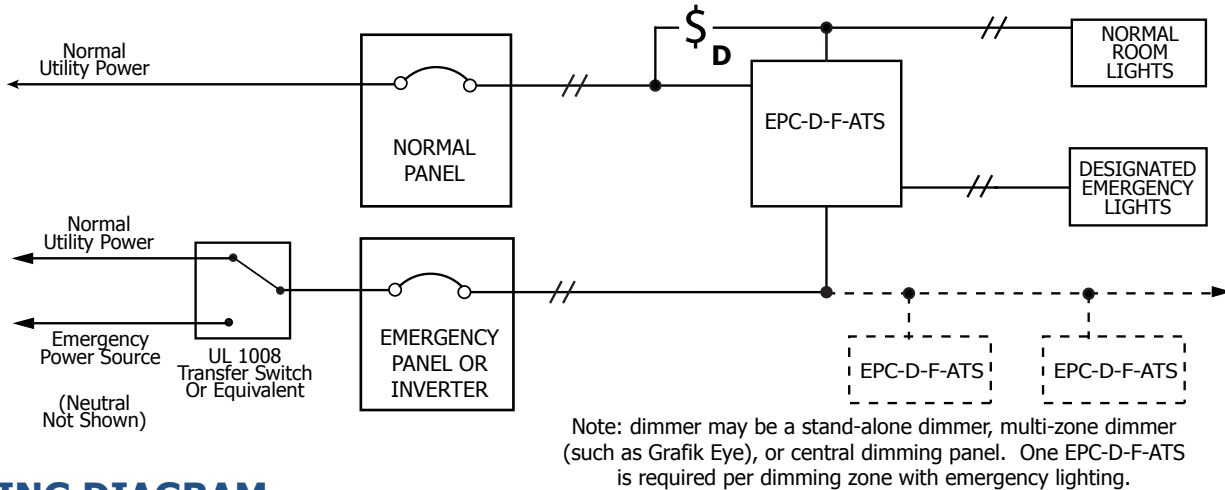 Normal
Utility Power
NORMAL
PANEL
$
D
EPC-D-F-ATS
NORMAL
ROOM
LIGHTS
DESIGNATED
EMERGENCY
LIGHTS
Normal
Utility Power
Emergency
Power Source
(Neutral
Not Shown)
UL 1008
Transfer Switch
Or Equivalent
EMERGENCY
PANEL OR
INVERTER
EPC-D-F-ATS
EPC-D-F-ATS
Note: dimmer may be a stand-alone dimmer, multi-zone dimmer
(such as Grafik Eye), or central dimming panel. One EPC-D-F-ATS
is required per dimming zone with emergency lighting.